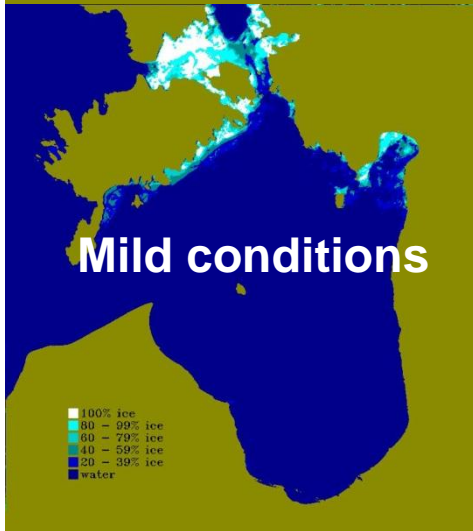 Mild conditions
100% ice
80 - 99% ice
60 - 79% ice
40 - 59% ice
20 - 39% ice
water